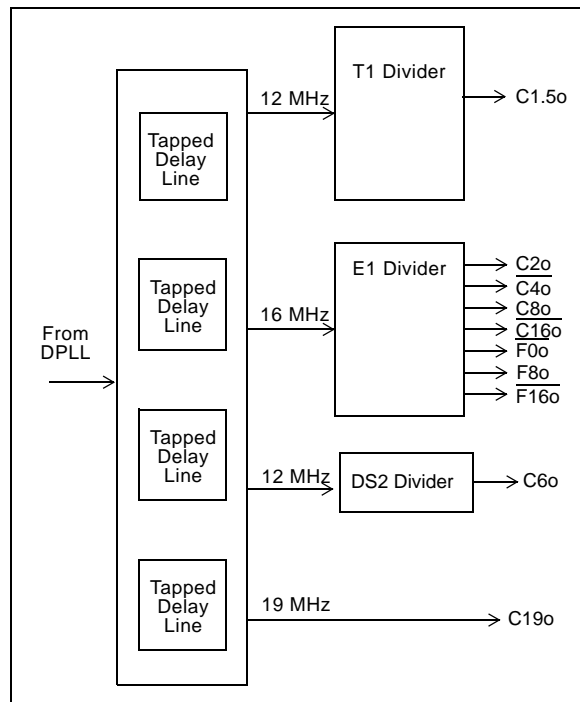 T1 Divider
12 MHz
C1.5o
Tapped
Delay
Line
Tapped
Delay
Line
16 MHz
E1 Divider
C2o
C4o
C8o
C16o
F0o
F8o
F16o
From
DPLL
Tapped
Delay
Line
12 MHz
DS2 Divider
C6o
Tapped
Delay
Line
19 MHz
C19o